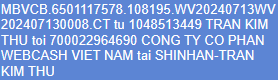 MBVCB.6501117578.108195.WV20240713WV
202407130008.CT tu 1048513449 TRAN KIM
THU toi 700022964690 CONG TY CO PHAN
WEBCASH VIET NAM tai SHINHAN-TRAN
KIM THU